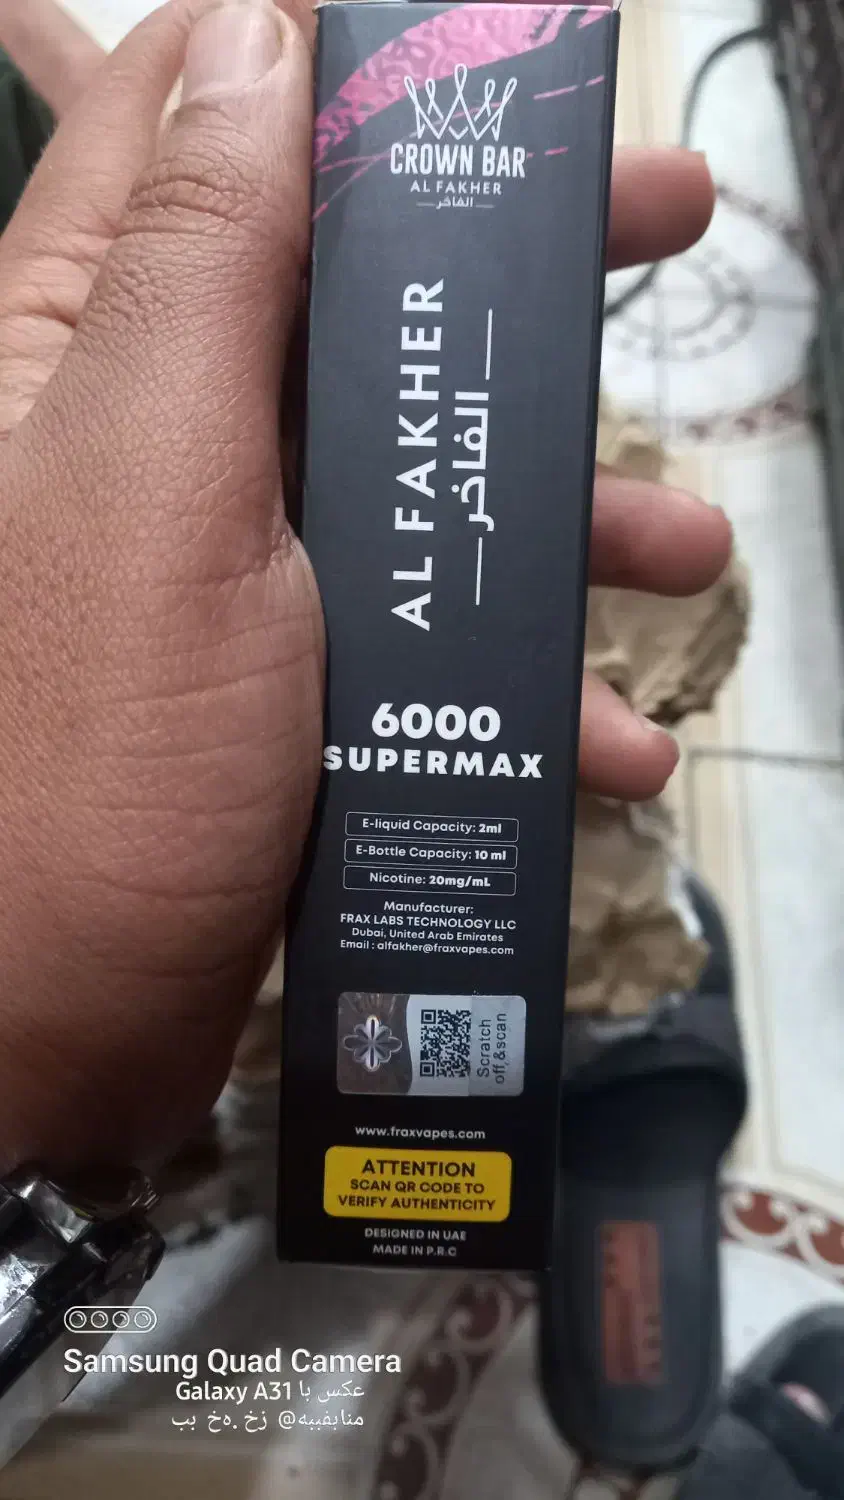 CROWN BAR
AL FAKHER
الفاخر
AL FAKHER
الفاخر
6000
SUPERMAX
E-liquid Capacity: 2ml
E-Bottle Capacity: 10 ml
Nicotine: 20mg/mL
Manufacturer:
FRAX LABS TECHNOLOGY LLC
Dubai, United Arab Emirates
Email : alfakher@fraxvapes.com
Scratch
off,&scan
www.fraxvapes.com
ATTENTION
SCAN QR CODE TO
VERIFY AUTHENTICITY
DESIGNED IN UAE
MADE IN P.R.C
Samsung Quad Camera
عکس با Galaxy A31